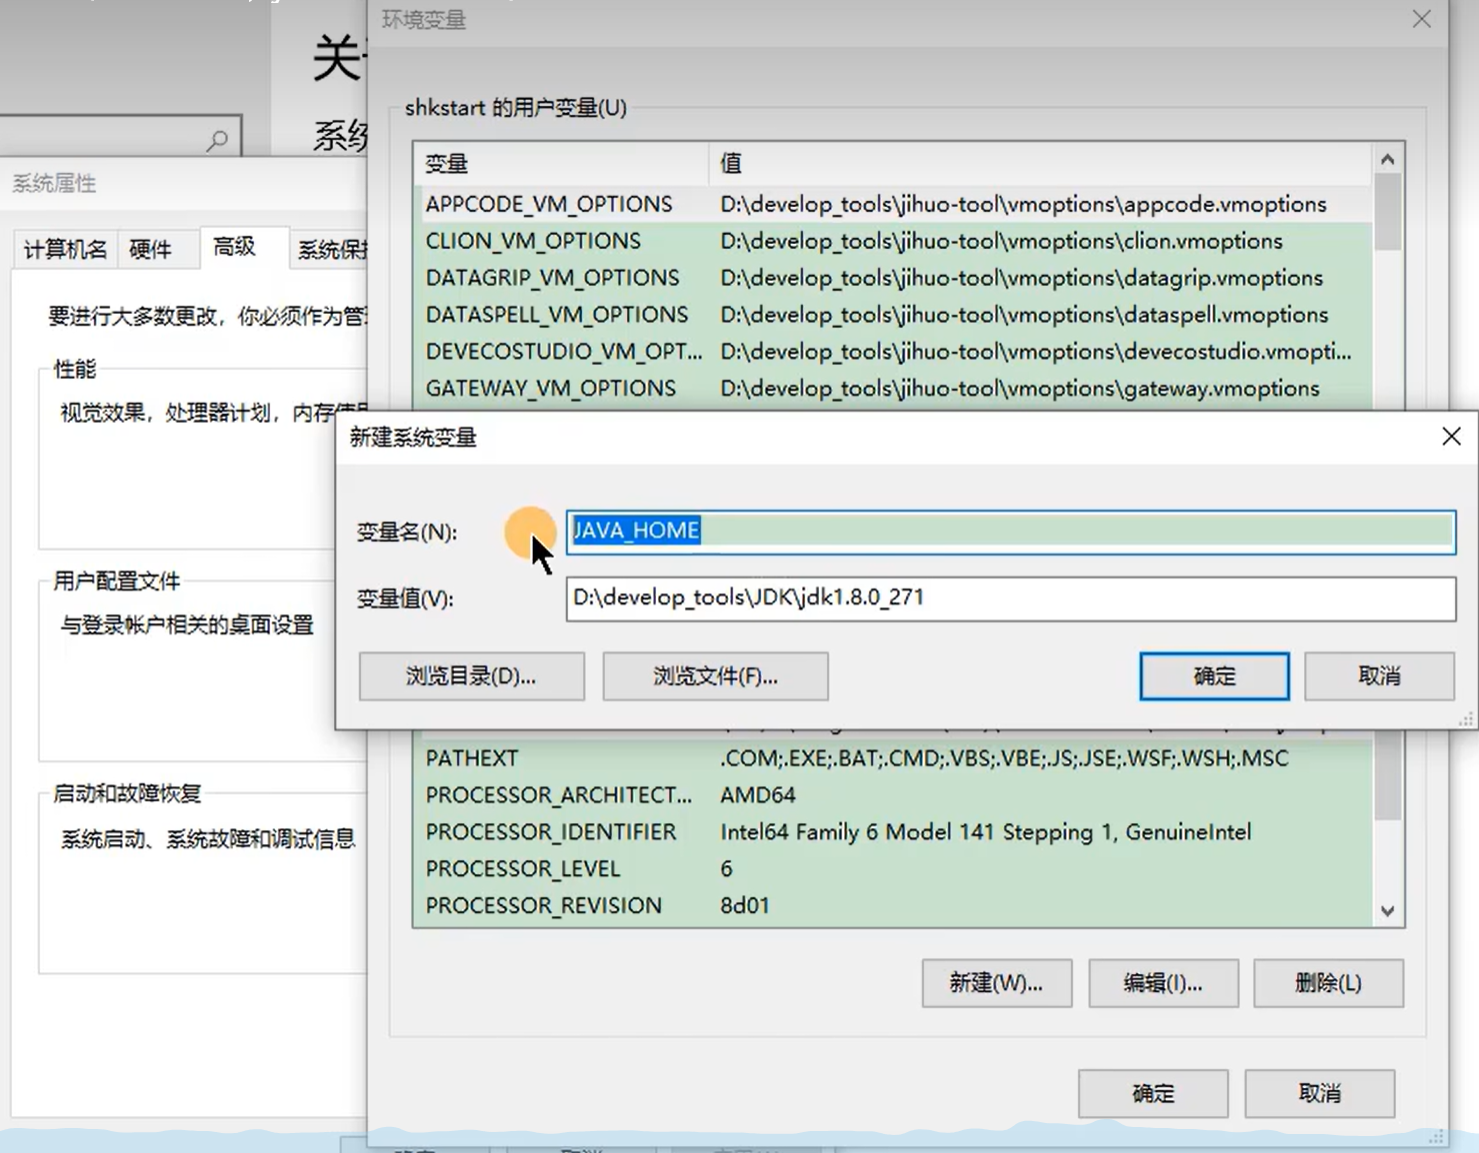 环境变量
关
系统
shkstart 的用户变量(U)
变量 值
APPCODE_VM_OPTIONS D:\develop_tools\jihuo-tool\vmoptions\appcode.vmoptions
CLION_VM_OPTIONS D:\develop_tools\jihuo-tool\vmoptions\clion.vmoptions
DATAGRIP_VM_OPTIONS D:\develop_tools\jihuo-tool\vmoptions\datagrip.vmoptions
DATASPELL_VM_OPTIONS D:\develop_tools\jihuo-tool\vmoptions\dataspell.vmoptions
DEVECOSTUDIO_VM_OPT... D:\develop_tools\jihuo-tool\vmoptions\devecostudio.vmopti...
GATEWAY_VM_OPTIONS D:\develop_tools\jihuo-tool\vmoptions\gateway.vmoptions
系统属性
计算机名 硬件 高级 系统保护
要进行大多数更改，你必须作为管
性能
视觉效果，处理器计划，内存使用
用户配置文件
与登录帐户相关的桌面设置
启动和故障恢复
系统启动、系统故障和调试信息
新建系统变量
变量名(N): JAVA_HOME
变量值(V): D:\develop_tools\JDK\jdk1.8.0_271
浏览目录(D)... 浏览文件(F)... 确定 取消
PATHEXT .COM;.EXE;.BAT;.CMD;.VBS;.VBE;.JS;.JSE;.WSF;.WSH;.MSC
PROCESSOR_ARCHITECT... AMD64
PROCESSOR_IDENTIFIER Intel64 Family 6 Model 141 Stepping 1, GenuineIntel
PROCESSOR_LEVEL 6
PROCESSOR_REVISION 8d01
新建(W)... 编辑(I)... 删除(L)
确定 取消